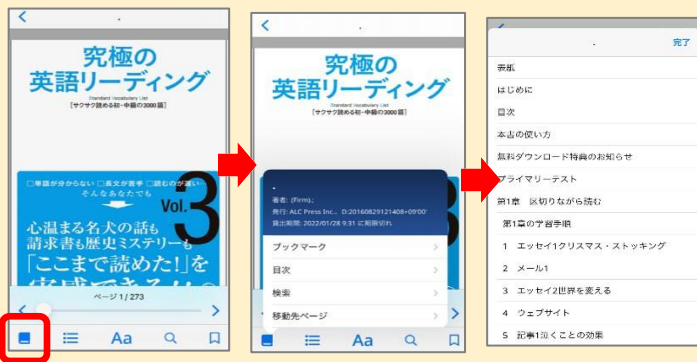 究極の
英語リーディング
Standard Vocabulary List
[サクサク読める初・中級の3000語]
□単語が分からない □長文が苦手 □読むのが遅い…
そんなあなたでも
Vol.
3
心温まる名犬の話も
請求書も歴史ミステリーも
「ここまで読めた!」を
ページ 1 / 273
Aa
究極の
英語リーディング
Standard Vocabulary List
[サクサク読める初・中級の3000語]
著者: (Firm).;
発行: ALC Press Inc., D:20160829121408+09'00'
貸出期間: 2022/01/28 9:31 に期限切れ
ブックマーク
目次
検索
移動先ページ
Aa
完了
表紙
はじめに
目次
本書の使い方
無料ダウンロード特典のお知らせ
プライマリーテスト
第1章 区切りながら読む
第1章の学習手順
1 エッセイ1クリスマス・ストッキング
2 メール1
3 エッセイ2世界を変える
4 ウェブサイト
5 記事1泣くことの効果